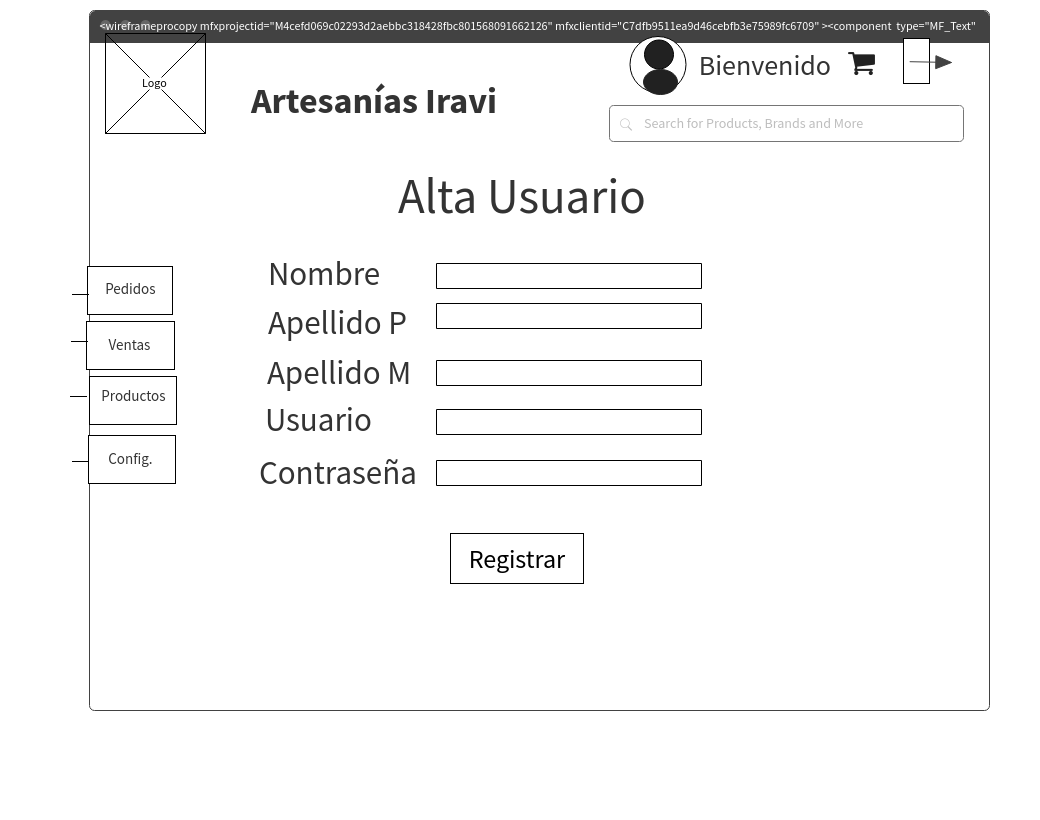 <wireframeprocopy mfxprojectid="M4cefd069c02293d2aebbc318428fbc801568091662126" mfxclientid="C7dfb9511ea9d46cebfb3e75989fc6709" ><component type="MF_Text"
Logo
Artesanías Iravi
Bienvenido
Search for Products, Brands and More
Alta Usuario
Pedidos
Ventas
Productos
Config.
Nombre
Apellido P
Apellido M
Usuario
Contraseña
Registrar